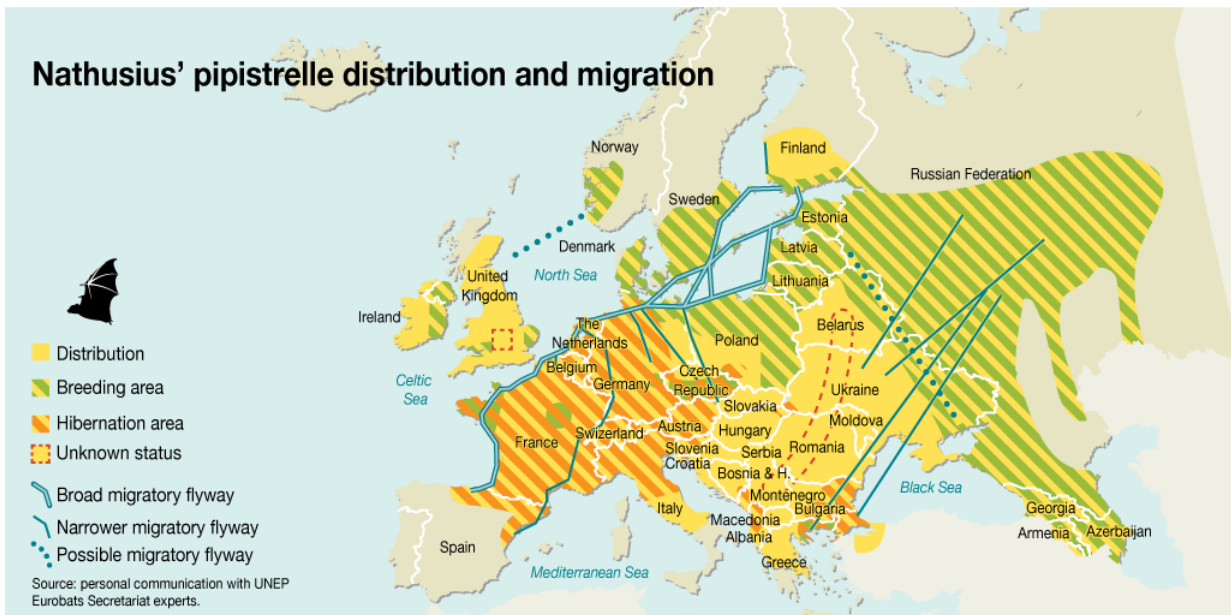 Nathusius' pipistrelle distribution and migration
Norway
Finland
Russian Federation
Sweden
Estonia
Denmark
Latvia
North Sea
United
Kingdom
Lithuania
Ireland
The
Netherlands
Belarus
Poland
Belgium
Germany
Czech
Republic
Celtic
Sea
Ukraine
Slovakia
France
Swizerland
Austria
Hungary
Moldova
Slovenia
Croatia
Serbia
Romania
Bosnia & H.
Montenegro
Bulgaria
Black Sea
Italy
Macedonia
Albania
Georgia
Armenia
Azerbaijan
Spain
Greece
Mediterranean Sea
Distribution
Breeding area
Hibernation area
Unknown status
Broad migratory flyway
Narrower migratory flyway
Possible migratory flyway
Source: personal communication with UNEP
Eurobats Secretariat experts.